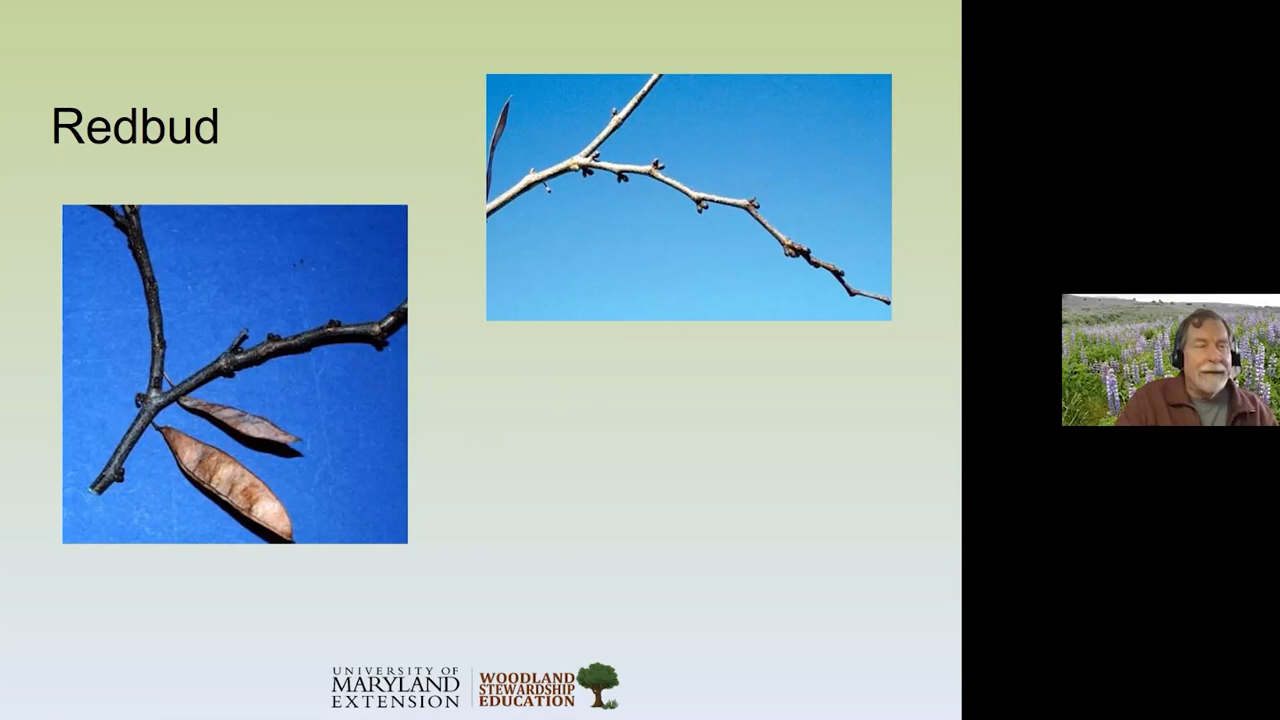 Redbud
UNIVERSITY OF
MARYLAND
EXTENSION
WOODLAND
STEWARDSHIP
EDUCATION